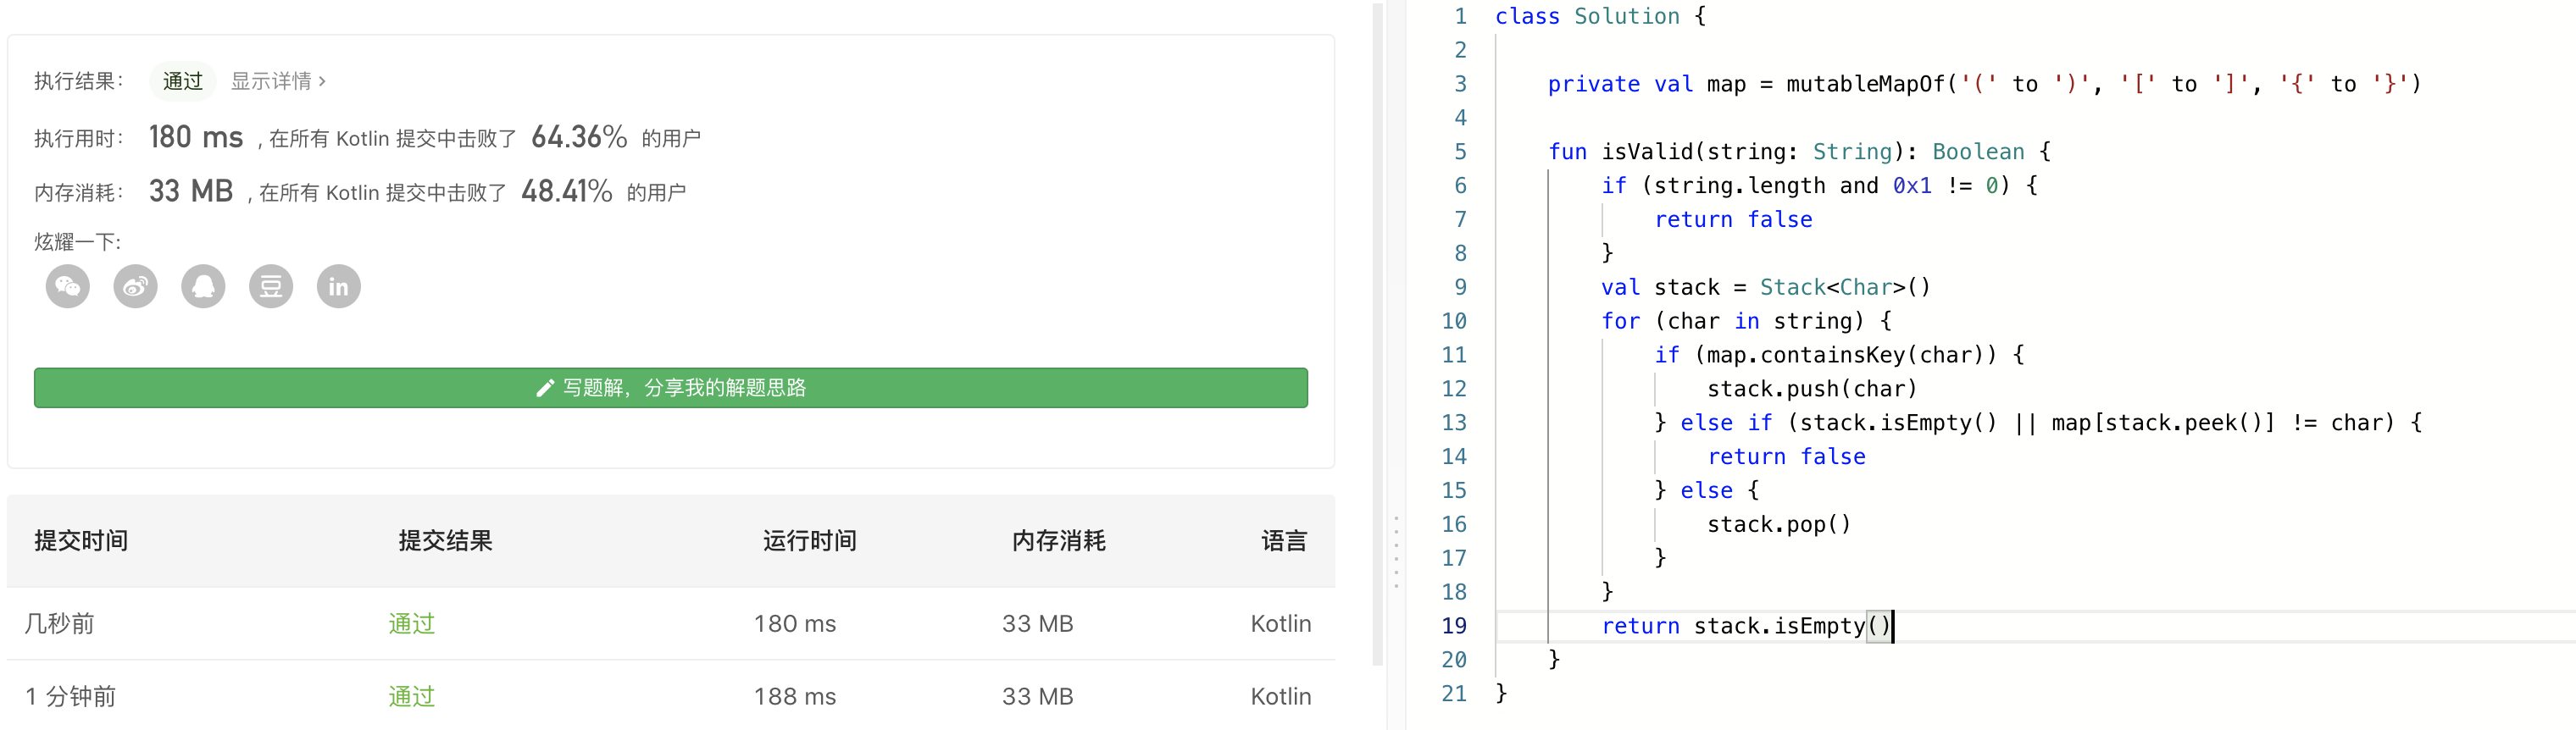 执行结果： 通过 显示详情 >
执行用时： 180 ms , 在所有 Kotlin 提交中击败了 64.36% 的用户
内存消耗： 33 MB , 在所有 Kotlin 提交中击败了 48.41% 的用户
炫耀一下:
in
写题解，分享我的解题思路
提交时间 提交结果 运行时间 内存消耗 语言
几秒前 通过 180 ms 33 MB Kotlin
1 分钟前 通过 188 ms 33 MB Kotlin
1 class Solution {
2
3 private val map = mutableMapOf('(' to ')', '[' to ']', '{' to '}')
4
5 fun isValid(string: String): Boolean {
6 if (string.length and 0x1 != 0) {
7 return false
8 }
9 val stack = Stack<Char>()
10 for (char in string) {
11 if (map.containsKey(char)) {
12 stack.push(char)
13 } else if (stack.isEmpty() || map[stack.peek()] != char) {
14 return false
15 } else {
16 stack.pop()
17 }
18 }
19 return stack.isEmpty()
20 }
21 }